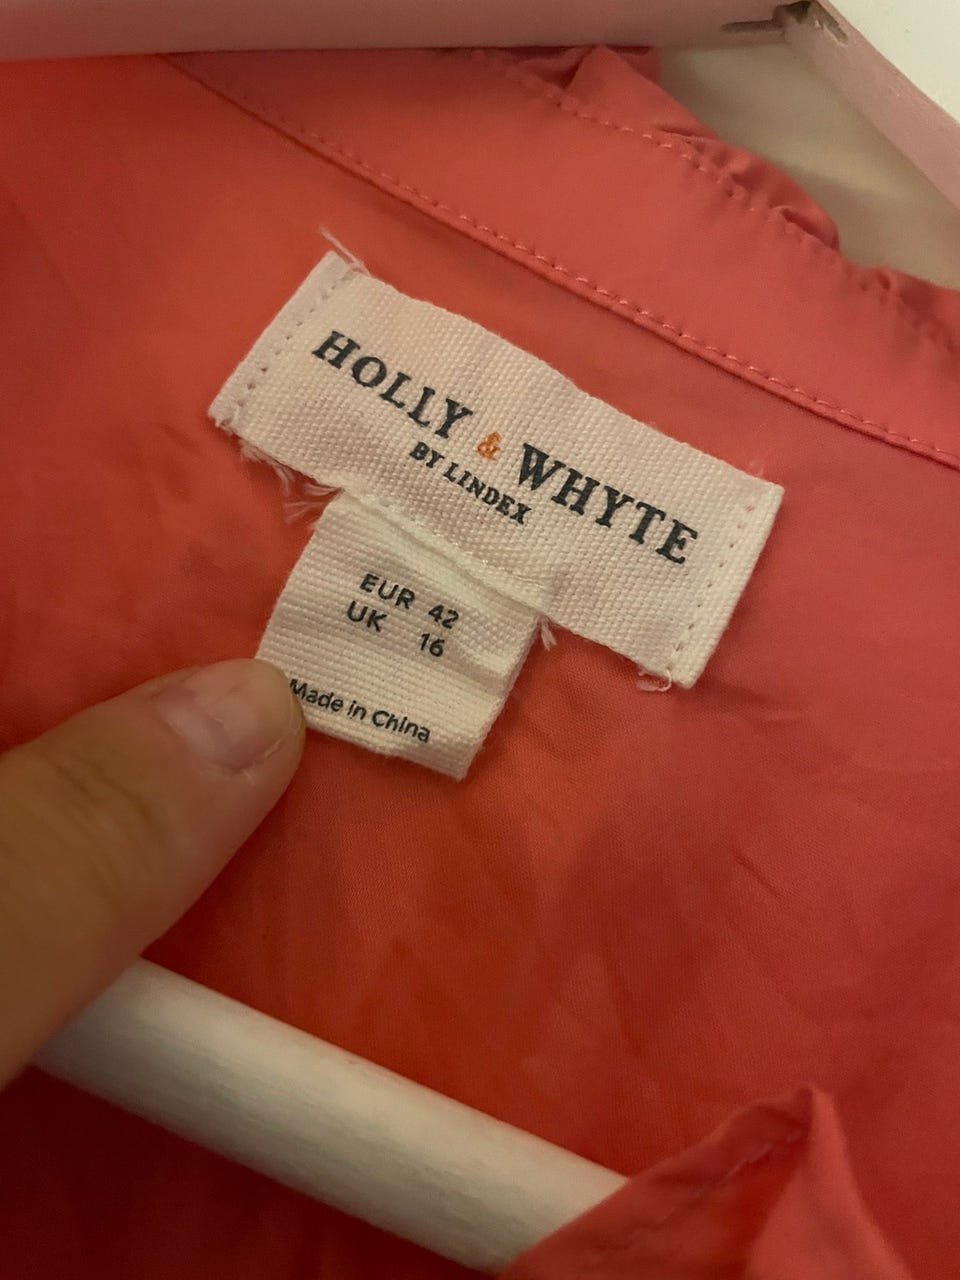 HOLLY & WHYTE
BY LINDEX
EUR 42
UK 16
Made in China